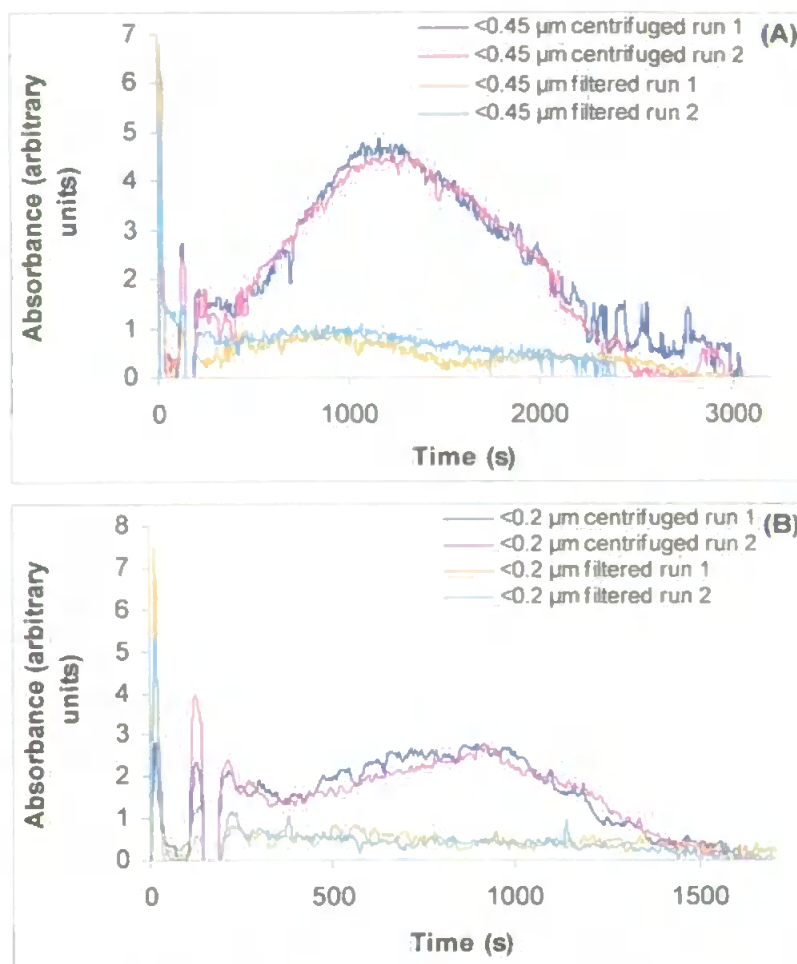 <0.45 µm centrifuged run 1
(A)
<0.45 µm centrifuged run 2
<0.45 µm filtered run 1
<0.45 µm filtered run 2
7
6
5
4
3
2
1
0
Absorbance (arbitrary
units)
0 1000 2000 3000
Time (s)
<0.2 µm centrifuged run 1
(B)
<0.2 µm centrifuged run 2
<0.2 µm filtered run 1
<0.2 µm filtered run 2
8
7
6
5
4
3
2
1
0
Absorbance (arbitrary
units)
0 500 1000 1500
Time (s)